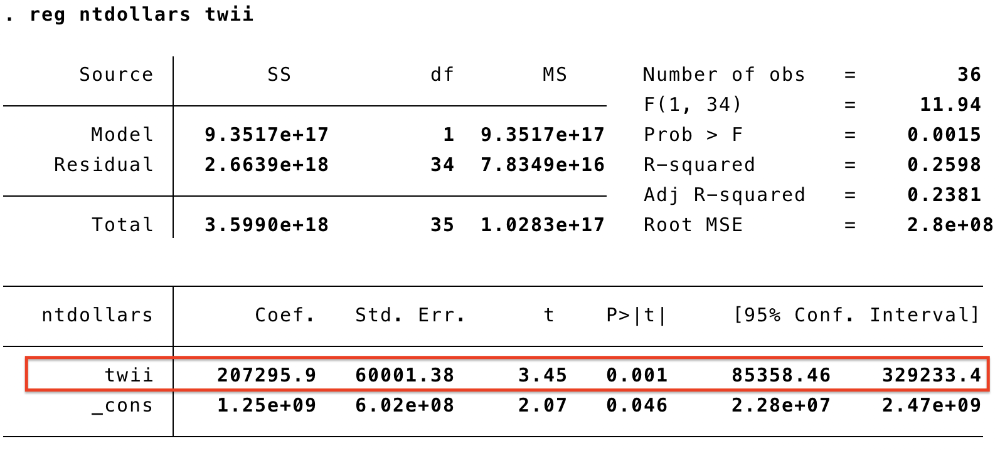 . reg ntdollars twii
Source SS df MS Number of obs = 36
F(1, 34) = 11.94
Model 9.3517e+17 1 9.3517e+17 Prob > F = 0.0015
Residual 2.6639e+18 34 7.8349e+16 R-squared = 0.2598
Adj R-squared = 0.2381
Total 3.5990e+18 35 1.0283e+17 Root MSE = 2.8e+08
ntdollars Coef. Std. Err. t P>|t| [95% Conf. Interval]
twii 207295.9 60001.38 3.45 0.001 85358.46 329233.4
_cons 1.25e+09 6.02e+08 2.07 0.046 2.28e+07 2.47e+09